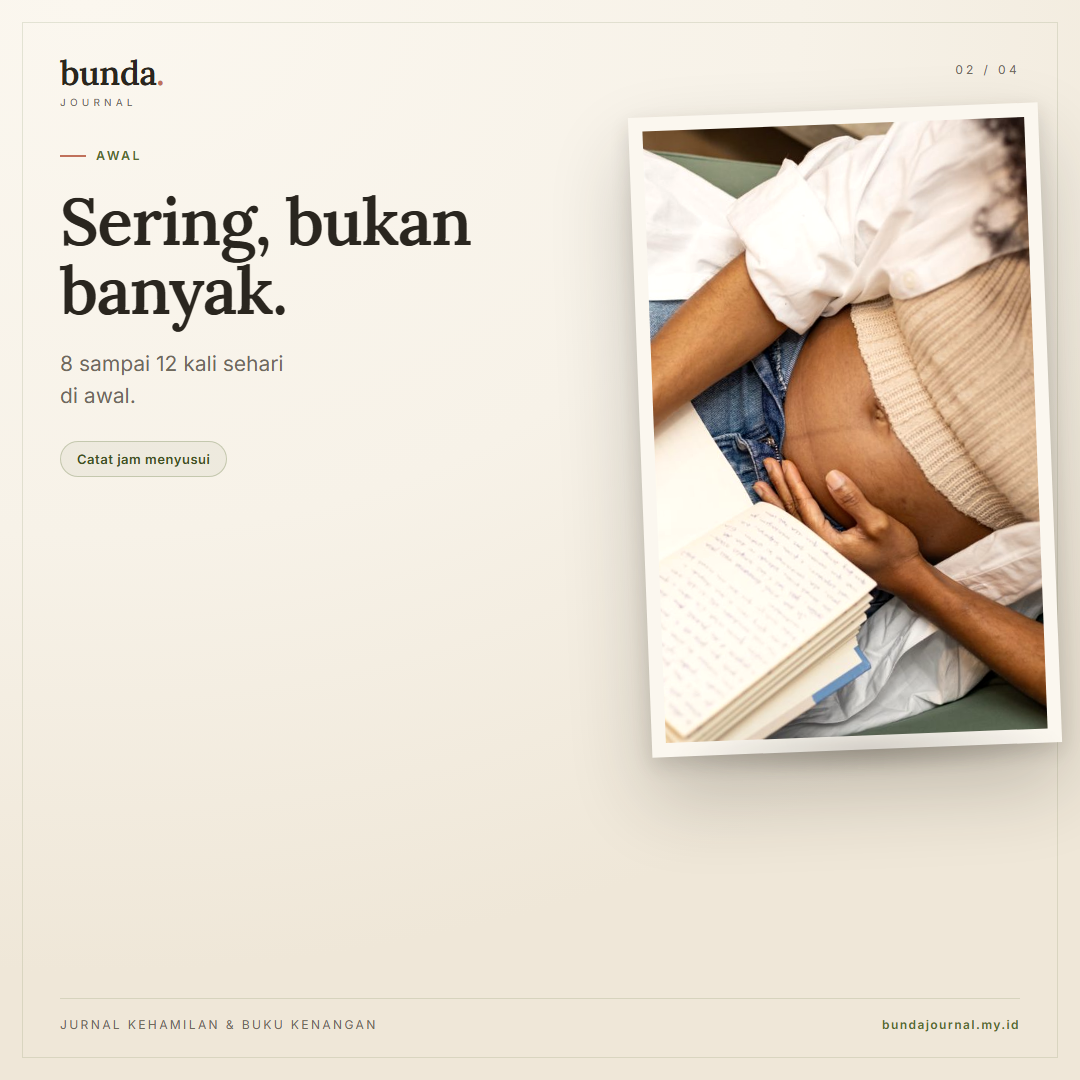 bunda.
JOURNAL
02 / 04
AWAL
Sering, bukan
banyak.
8 sampai 12 kali sehari
di awal.
Catat jam menyusui
JURNAL KEHAMILAN & BUKU KENANGAN
bundajournal.my.id